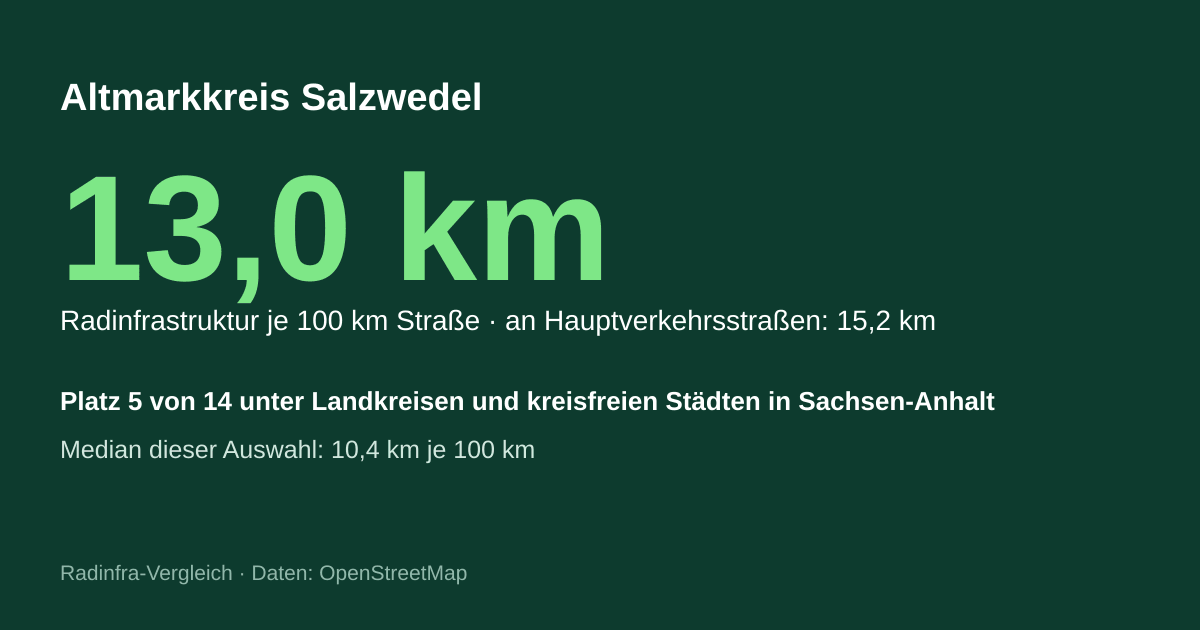 Altmarkkreis Salzwedel
13,0 km
Radinfrastruktur je 100 km Straße · an Hauptverkehrsstraßen: 15,2 km
Platz 5 von 14 unter Landkreisen und kreisfreien Städten in Sachsen-Anhalt
Median dieser Auswahl: 10,4 km je 100 km
Radinfra-Vergleich · Daten: OpenStreetMap